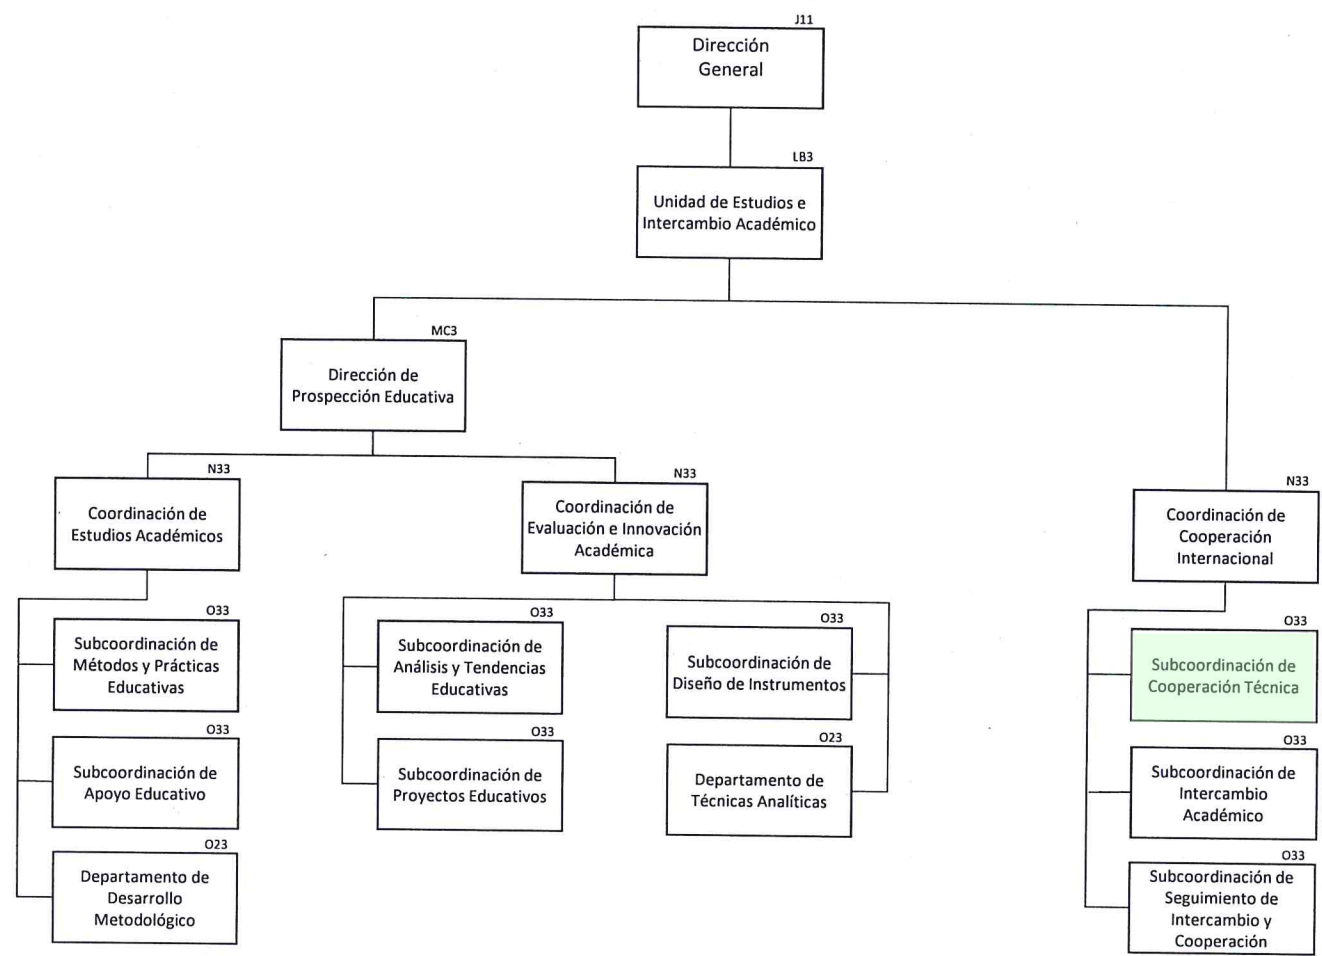 J11
Dirección
General
LB3
Unidad de Estudios e
Intercambio Académico
MC3
Dirección de
Prospección Educativa
N33
Coordinación de
Estudios Académicos
N33
Coordinación de
Evaluación e Innovación
Académica
N33
Coordinación de
Cooperación
Internacional
O33
Subcoordinación de
Métodos y Prácticas
Educativas
O33
Subcoordinación de
Apoyo Educativo
O23
Departamento de
Desarrollo
Metodológico
O33
Subcoordinación de
Análisis y Tendencias
Educativas
O33
Subcoordinación de
Proyectos Educativos
O33
Subcoordinación de
Diseño de Instrumentos
O23
Departamento de
Técnicas Analíticas
O33
Subcoordinación de
Cooperación Técnica
O33
Subcoordinación de
Intercambio
Académico
O33
Subcoordinación de
Seguimiento de
Intercambio y
Cooperación